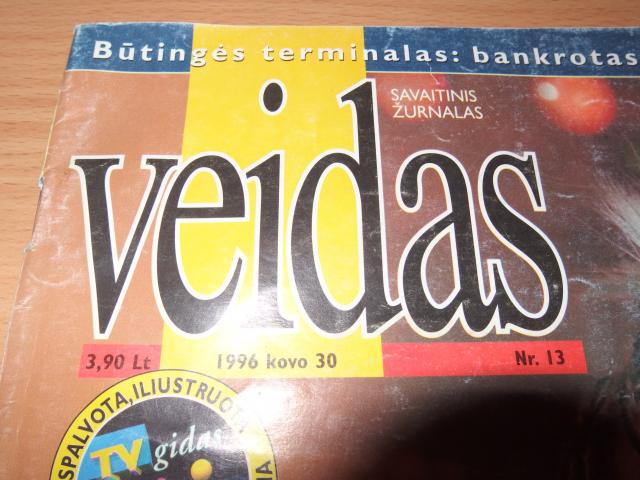 Būtingės terminalas: bankrotas
SAVAITINIS
ŽURNALAS
veidas
3,90 Lt
1996 kovo 30
Nr. 13
SPALVOTA, ILIUSTRUOTA
TV gidas